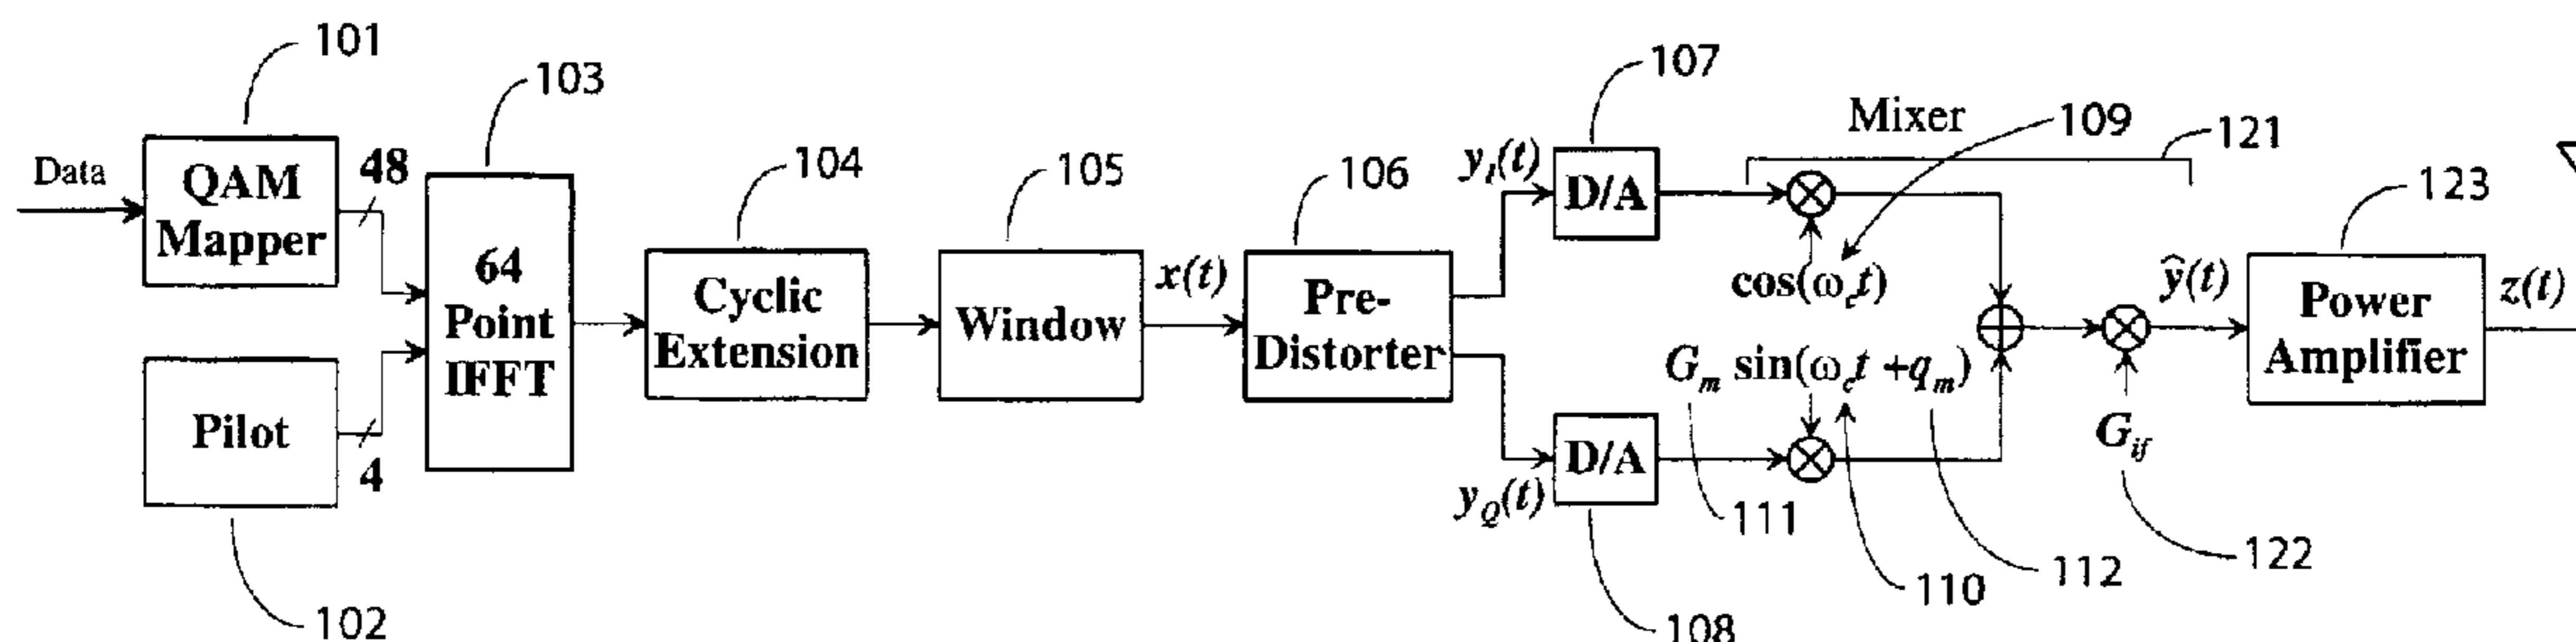 101
103
107
Data
QAM
Mapper
48
104
105
106
y_I(t)
D/A
Mixer
109
121
123
64
Point
IFFT
Cyclic
Extension
Window
x(t)
Pre-
Distorter
cos(ω_c t)
ŷ(t)
Power
Amplifier
z(t)
Pilot
4
G_m sin(ω_c t + q_m)
G_if
y_Q(t)
D/A
111
110
112
122
102
108